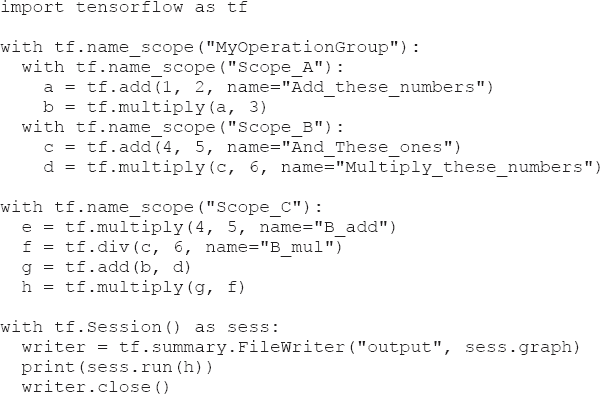 import tensorflow as tf

with tf.name_scope("MyOperationGroup"):
  with tf.name_scope("Scope_A"):
    a = tf.add(1, 2, name="Add_these_numbers")
    b = tf.multiply(a, 3)
  with tf.name_scope("Scope_B"):
    c = tf.add(4, 5, name="And_These_ones")
    d = tf.multiply(c, 6, name="Multiply_these_numbers")

with tf.name_scope("Scope_C"):
  e = tf.multiply(4, 5, name="B_add")
  f = tf.div(c, 6, name="B_mul")
  g = tf.add(b, d)
  h = tf.multiply(g, f)

with tf.Session() as sess:
  writer = tf.summary.FileWriter("output", sess.graph)
  print(sess.run(h))
  writer.close()